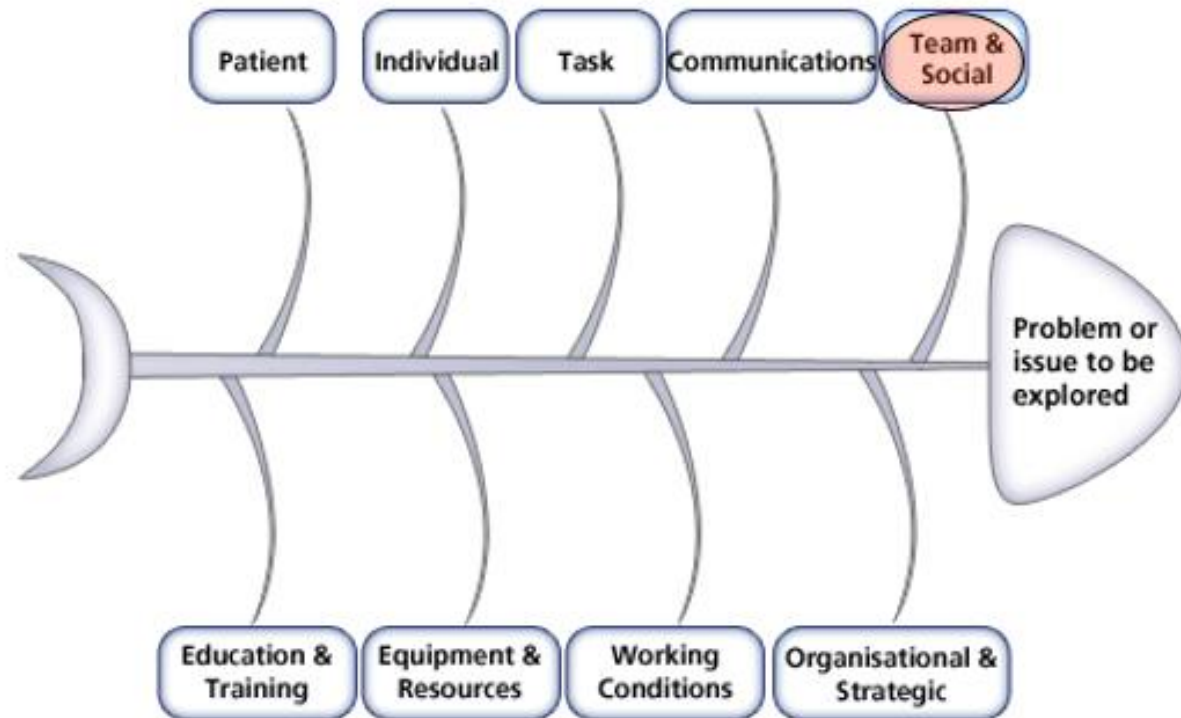 Patient
Individual
Task
Communications
Team &
Social
Problem or
issue to be
explored
Education &
Training
Equipment &
Resources
Working
Conditions
Organisational &
Strategic